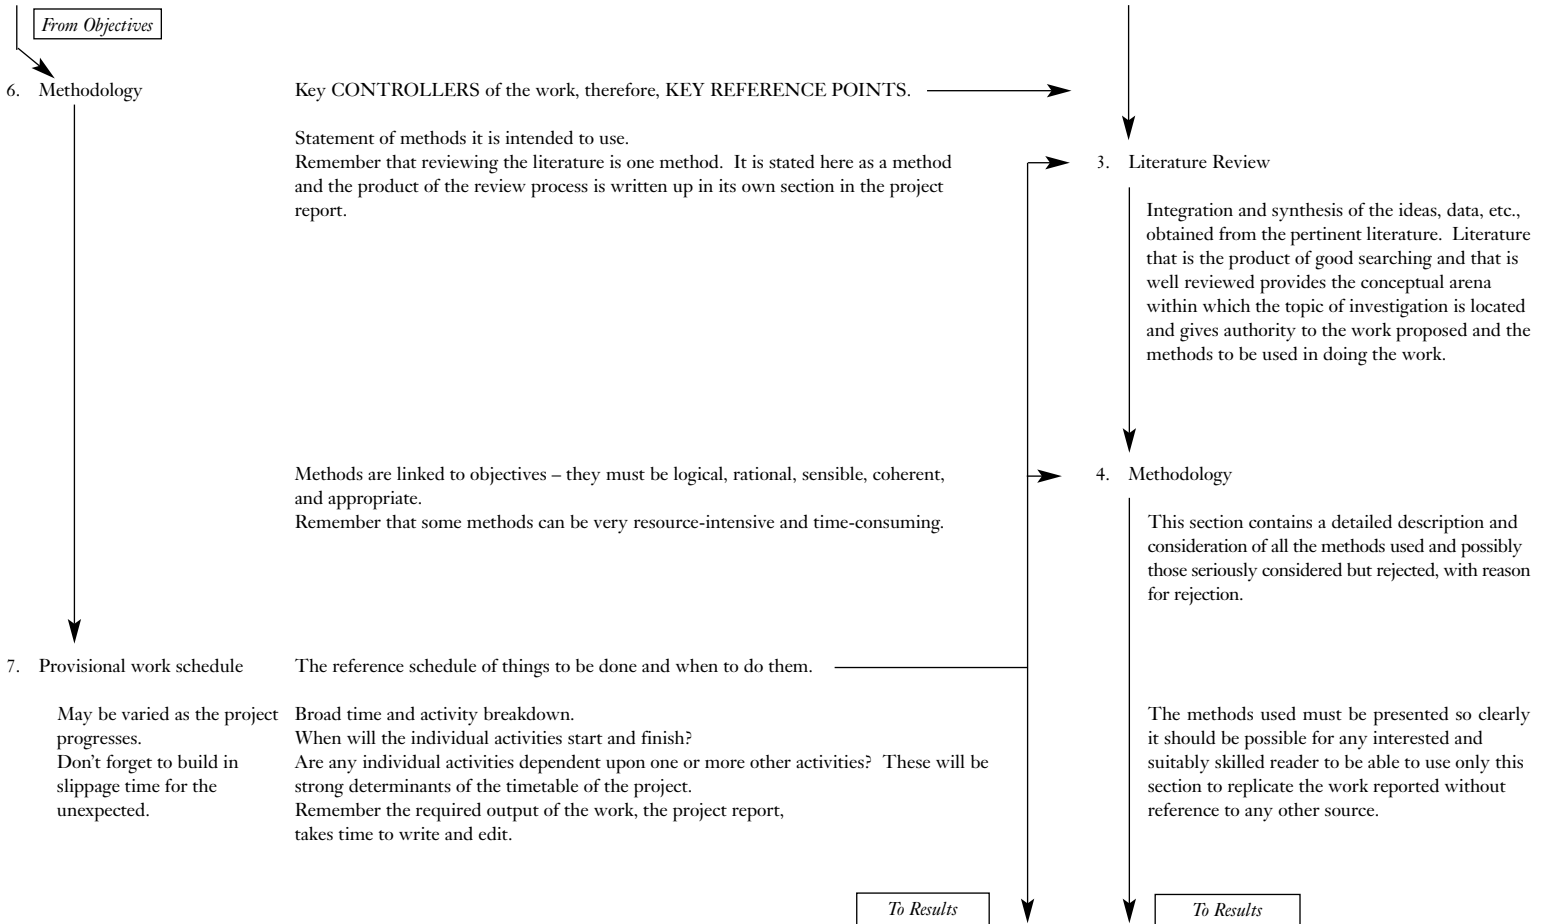 From Objectives
6. Methodology
Key CONTROLLERS of the work, therefore, KEY REFERENCE POINTS.
Statement of methods it is intended to use.
Remember that reviewing the literature is one method. It is stated here as a method
and the product of the review process is written up in its own section in the project
report.
Methods are linked to objectives – they must be logical, rational, sensible, coherent,
and appropriate.
Remember that some methods can be very resource-intensive and time-consuming.
7. Provisional work schedule
May be varied as the project
progresses.
Don't forget to build in
slippage time for the
unexpected.
The reference schedule of things to be done and when to do them.
Broad time and activity breakdown.
When will the individual activities start and finish?
Are any individual activities dependent upon one or more other activities? These will be
strong determinants of the timetable of the project.
Remember the required output of the work, the project report,
takes time to write and edit.
To Results
3. Literature Review
Integration and synthesis of the ideas, data, etc.,
obtained from the pertinent literature. Literature
that is the product of good searching and that is
well reviewed provides the conceptual arena
within which the topic of investigation is located
and gives authority to the work proposed and the
methods to be used in doing the work.
4. Methodology
This section contains a detailed description and
consideration of all the methods used and possibly
those seriously considered but rejected, with reason
for rejection.
The methods used must be presented so clearly
it should be possible for any interested and
suitably skilled reader to be able to use only this
section to replicate the work reported without
reference to any other source.
To Results